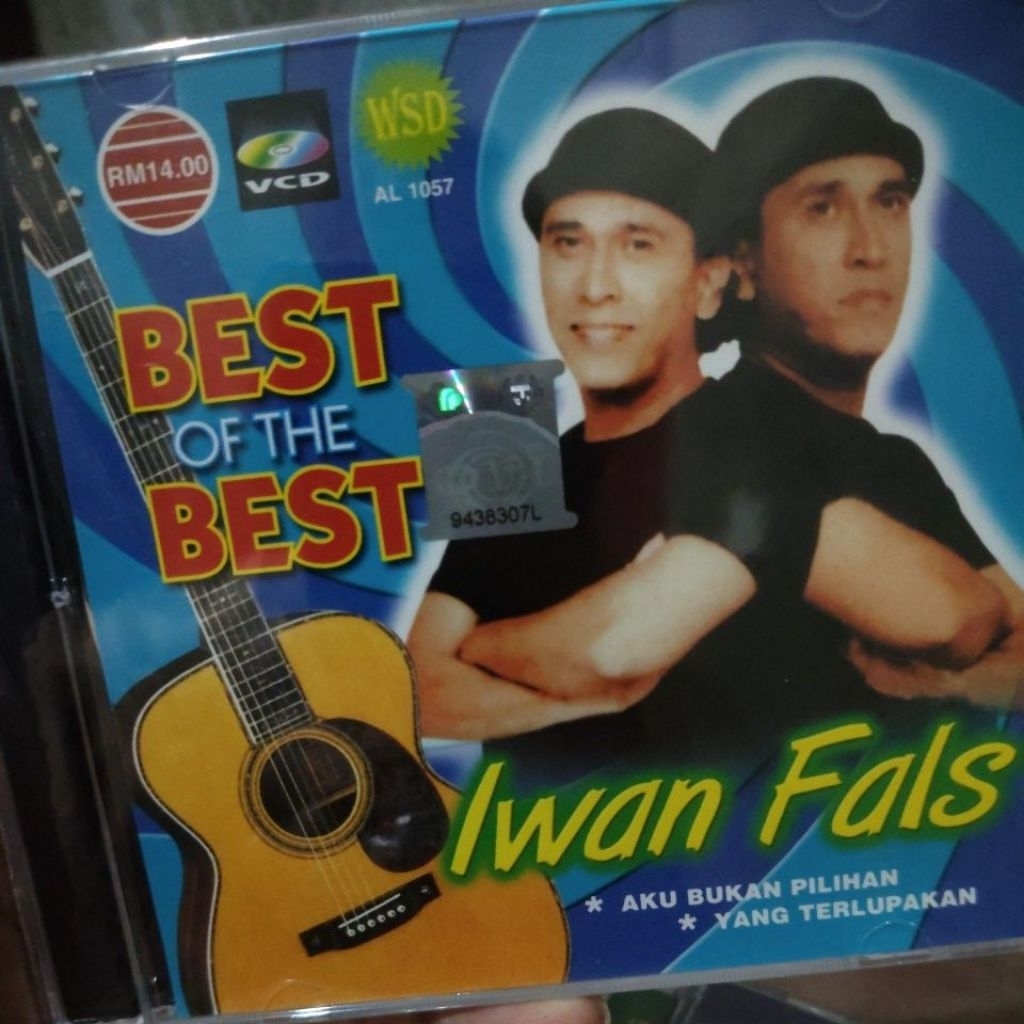 RM14.00
VCD
WSD
AL 1057
BEST
OF THE
BEST
9438307L
Iwan Fals
* AKU BUKAN PILIHAN
* YANG TERLUPAKAN